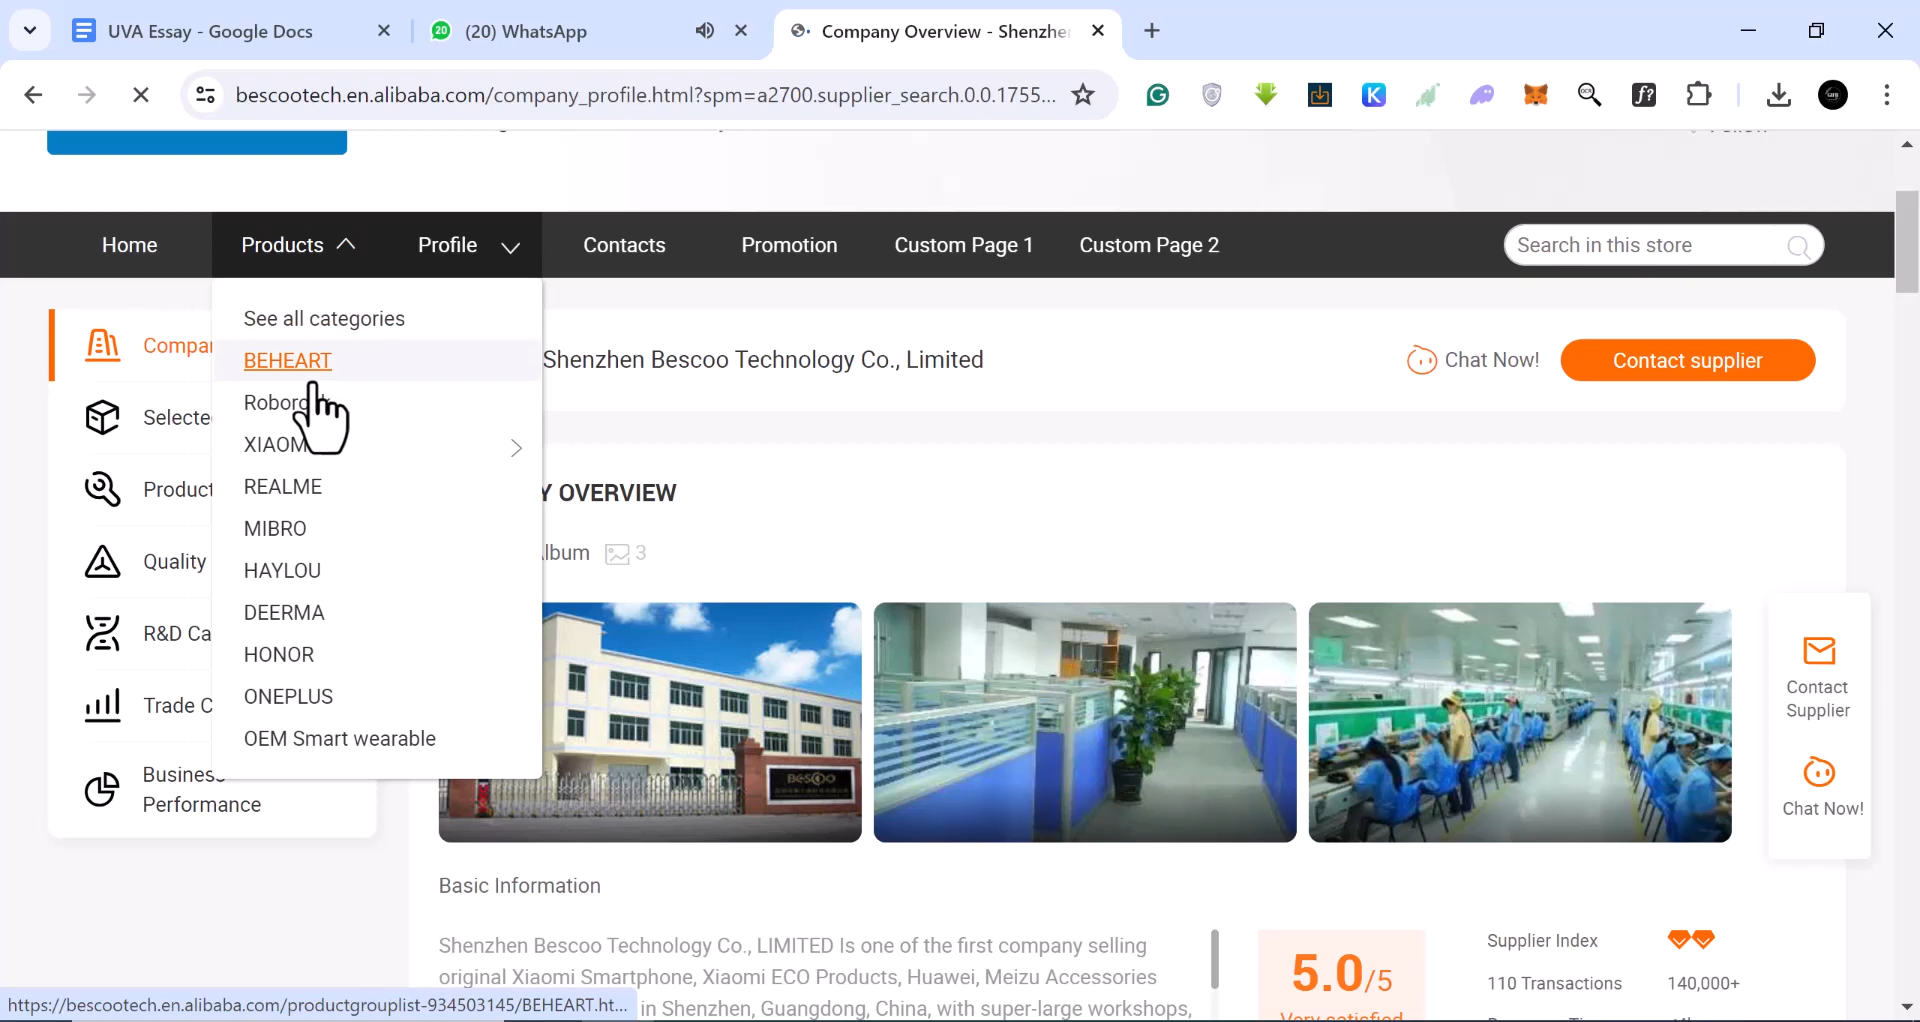 UVA Essay - Google Docs
20
(20) WhatsApp
Company Overview - Shenzhe
bescootech.en.alibaba.com/company_profile.html?spm=a2700.supplier_search.0.0.1755...
Home
Products
Profile
Contacts
Promotion
Custom Page 1
Custom Page 2
Search in this store
See all categories
BEHEART
XIAOM
REALME
MIBRO
HAYLOU
DEERMA
HONOR
ONEPLUS
OEM Smart wearable
Compar
Selecte
Product
Quality
R&D Ca
Trade C
Business
Performance
Shenzhen Bescoo Technology Co., Limited
Chat Now!
Contact supplier
Y OVERVIEW
lbum 3
BESCOO
Contact
Supplier
Chat Now!
Basic Information
Shenzhen Bescoo Technology Co., LIMITED Is one of the first company selling
original Xiaomi Smartphone, Xiaomi ECO Products, Huawei, Meizu Accessories
in Shenzhen, Guangdong, China, with super-large workshops,
5.0/5
Very satisfied
Supplier Index
110 Transactions
140,000+
https://bescootech.en.alibaba.com/productgrouplist-934503145/BEHEART.ht...